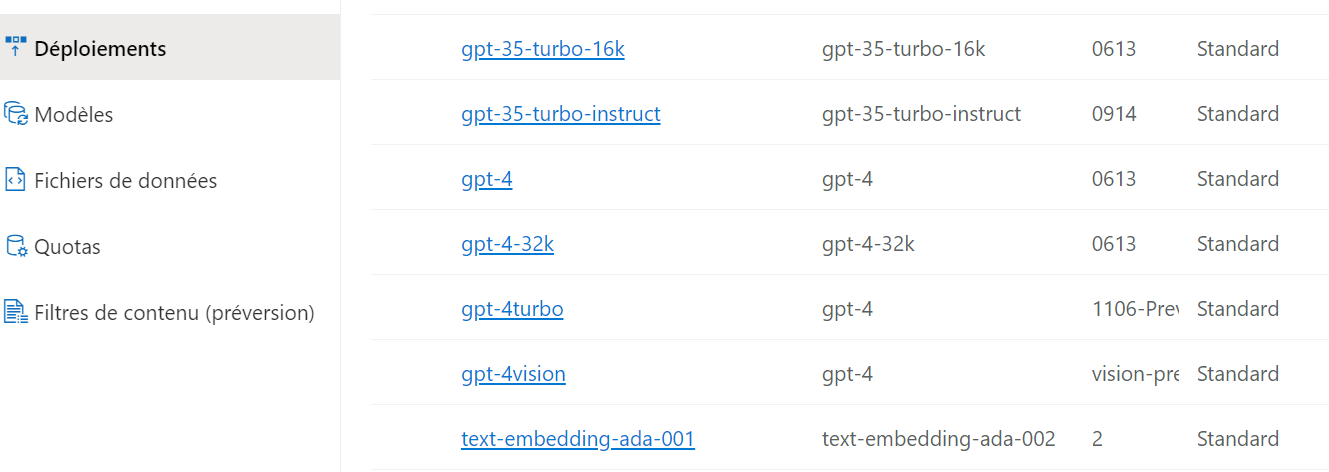 Déploiements
Modèles
Fichiers de données
Quotas
Filtres de contenu (préversion)
gpt-35-turbo-16k gpt-35-turbo-16k 0613 Standard
gpt-35-turbo-instruct gpt-35-turbo-instruct 0914 Standard
gpt-4 gpt-4 0613 Standard
gpt-4-32k gpt-4-32k 0613 Standard
gpt-4turbo gpt-4 1106-Prev Standard
gpt-4vision gpt-4 vision-pre Standard
text-embedding-ada-001 text-embedding-ada-002 2 Standard